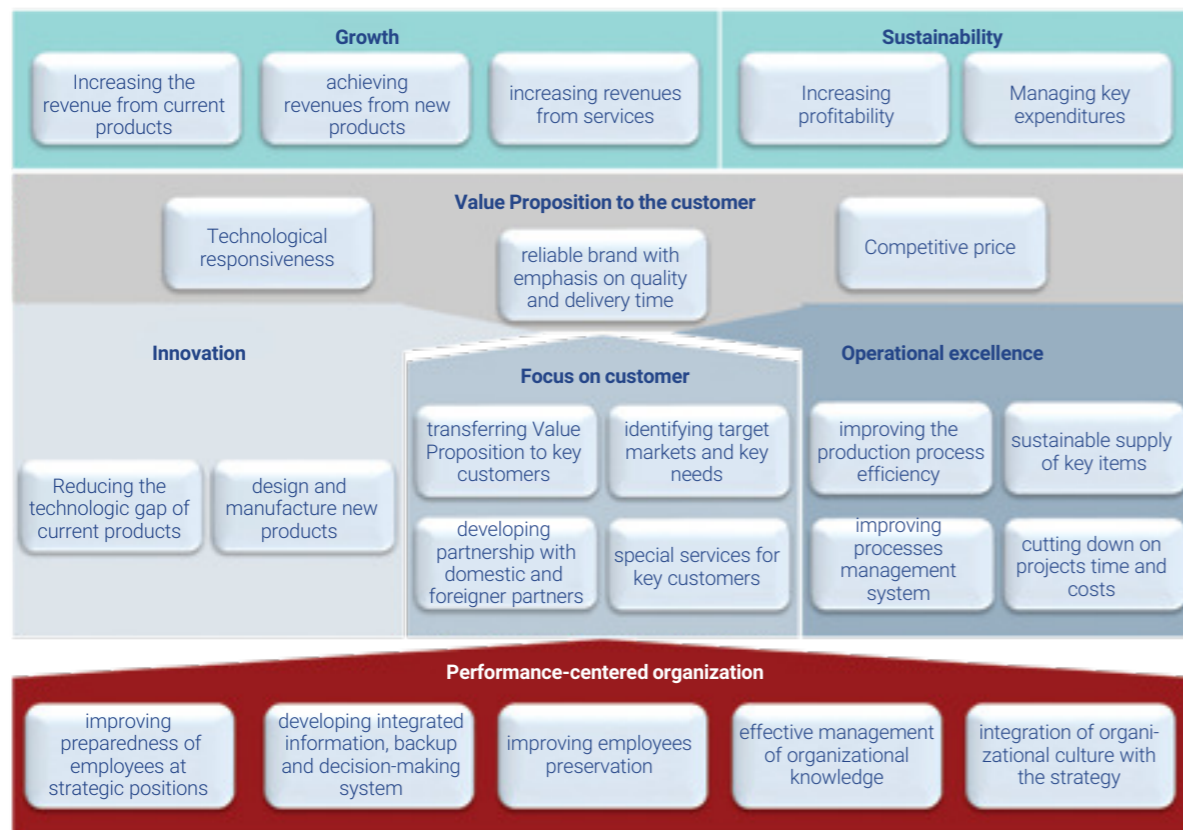 Growth
Increasing the
revenue from current
products
achieving
revenues from new
products
increasing revenues
from services
Sustainability
Increasing
profitability
Managing key
expenditures
Value Proposition to the customer
Technological
responsiveness
reliable brand with
emphasis on quality
and delivery time
Competitive price
Innovation
Reducing the
technologic gap of
current products
design and
manufacture new
products
Focus on customer
transferring Value
Proposition to key
customers
identifying target
markets and key
needs
developing
partnership with
domestic and
foreigner partners
special services for
key customers
Operational excellence
improving the
production process
efficiency
sustainable supply
of key items
improving
processes
management
system
cutting down on
projects time and
costs
Performance-centered organization
improving
preparedness of
employees at
strategic positions
developing integrated
information, backup
and decision-making
system
improving employees
preservation
effective management
of organizational
knowledge
integration of organi-
zational culture with
the strategy